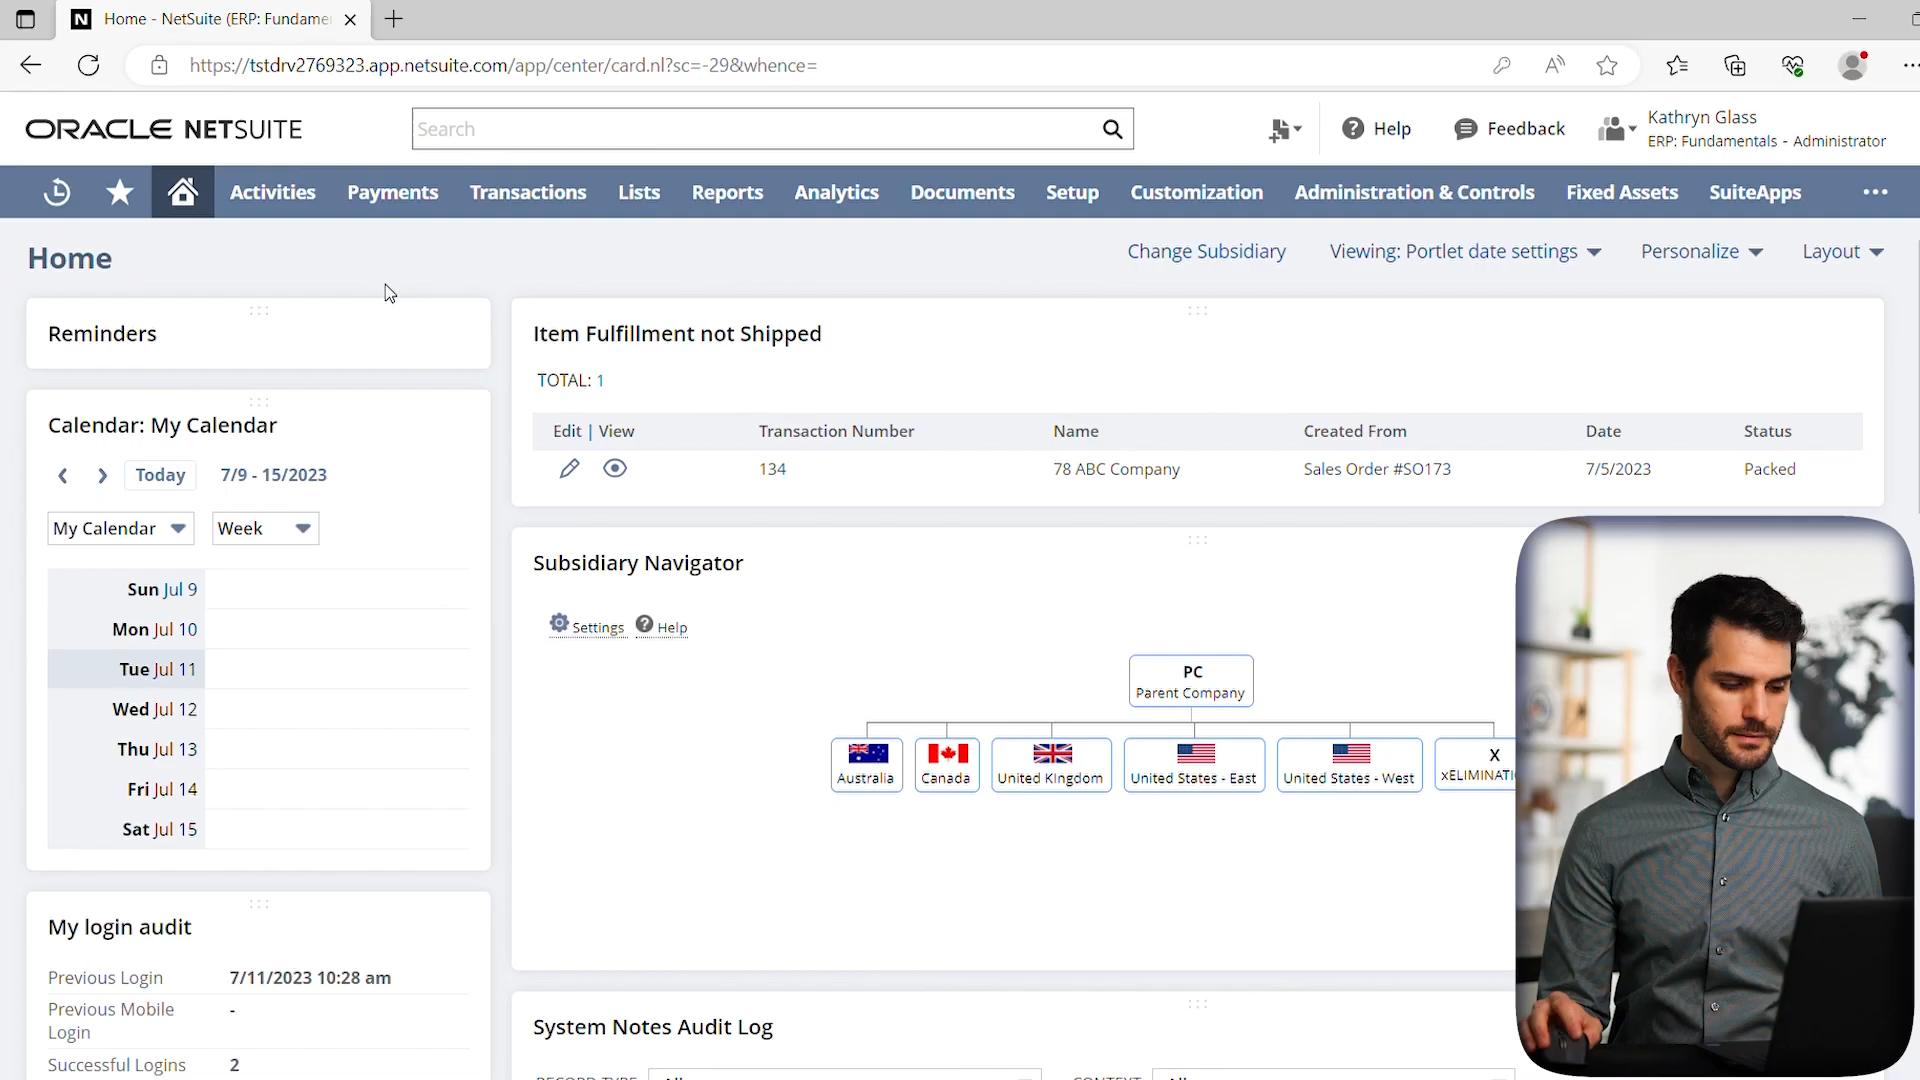 Home - NetSuite (ERP: Fundame
https://tstdrv2769323.app.netsuite.com/app/center/card.nl?sc=-29&whence=
ORACLE NETSUITE
Search
Help
Feedback
Kathryn Glass
ERP: Fundamentals - Administrator
Activities
Payments
Transactions
Lists
Reports
Analytics
Documents
Setup
Customization
Administration & Controls
Fixed Assets
SuiteApps
Home
Change Subsidiary
Viewing: Portlet date settings
Personalize
Layout
Reminders
Calendar: My Calendar
Today
7/9 - 15/2023
My Calendar
Week
Sun Jul 9
Mon Jul 10
Tue Jul 11
Wed Jul 12
Thu Jul 13
Fri Jul 14
Sat Jul 15
My login audit
Previous Login 7/11/2023 10:28 am
Previous Mobile
Login -
Successful Logins 2
Item Fulfillment not Shipped
TOTAL: 1
Edit | View Transaction Number Name Created From Date Status
134 78 ABC Company Sales Order #SO173 7/5/2023 Packed
Subsidiary Navigator
Settings
Help
PC
Parent Company
Australia
Canada
United KIngdom
United States - East
United States - West
X
xELIMINATI
System Notes Audit Log